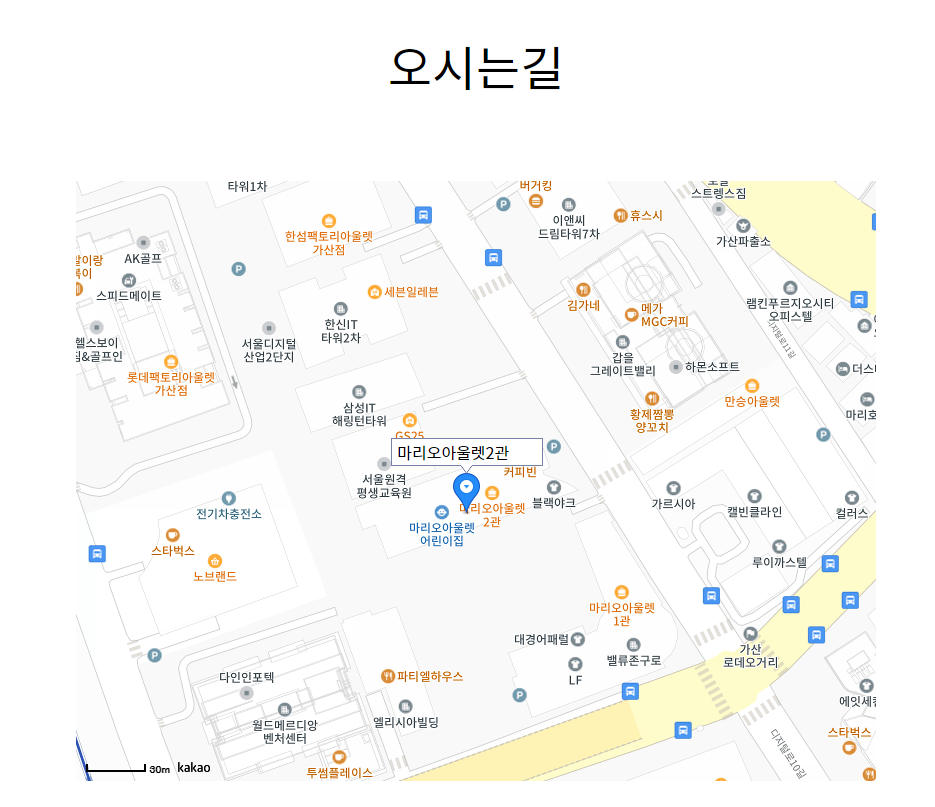 오시는길
타워1차
버거킹
스트렝스짐
이앤씨
드림타워7차
휴스시
한섬팩토리아울렛
가산점
가산파출소
AK골프
스피드메이트
세븐일레븐
김가네
메가
MGC커피
램킨푸르지오시티
오피스텔
한신IT
타워2차
서울디지털
산업2단지
헬스보이
짐&골프인
디지털로11길
갑을
그레이트밸리
하몬소프트
롯데팩토리아울렛
가산점
만승아울렛
삼성IT
해링턴타워
황제짬뽕
양꼬치
GS25
마리오아울렛2관
커피빈
서울원격
평생교육원
마리오아울렛
2관
블랙야크
가르시아
캘빈클라인
컬러스
전기차충전소
마리오아울렛
어린이집
스타벅스
노브랜드
루이까스텔
마리오아울렛
1관
대경어패럴
밸류존구로
가산
로데오거리
LF
다인인포텍
파티엘하우스
월드메르디앙
벤처센터
엘리시아빌딩
스타벅스
디지털로10길
투썸플레이스
30m kakao